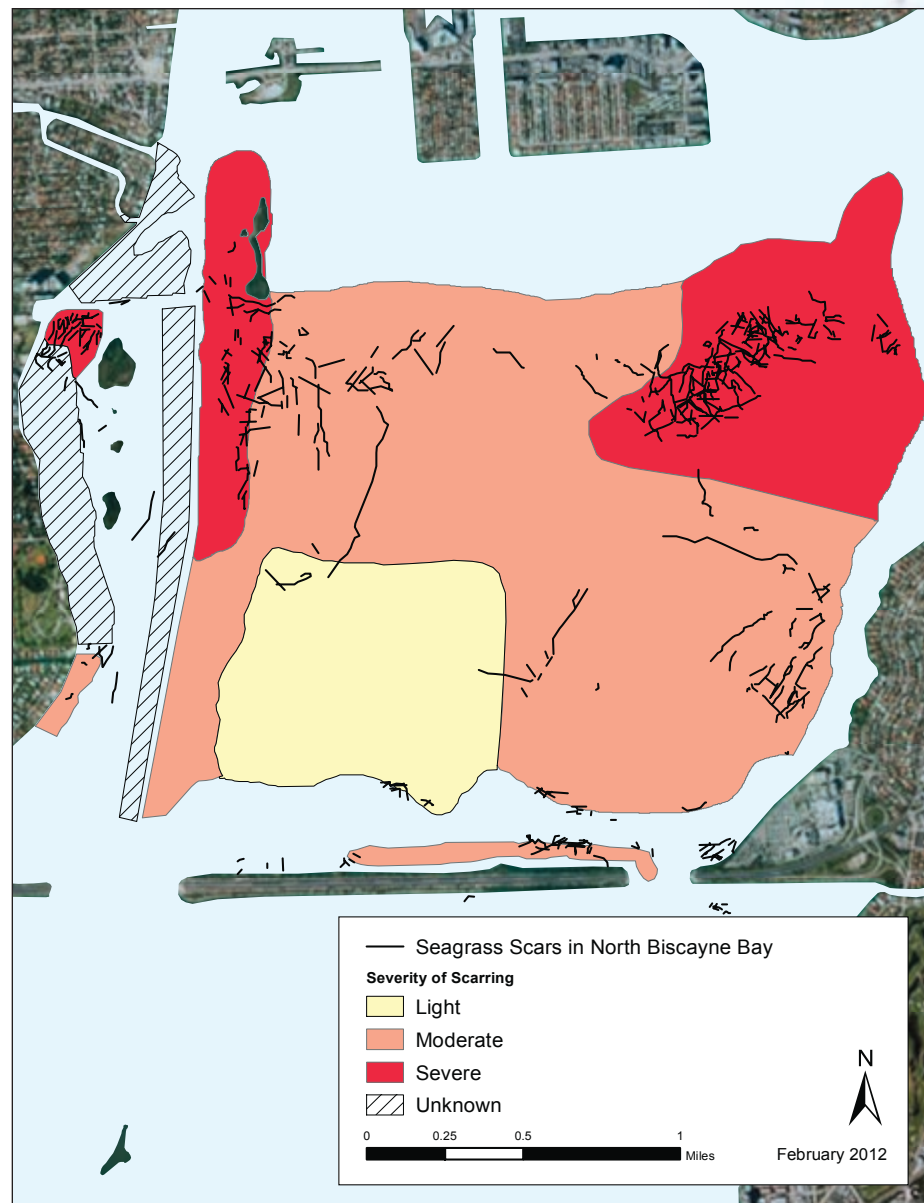 Seagrass Scars in North Biscayne Bay
Severity of Scarring
Light
Moderate
Severe
Unknown
N
0 0.25 0.5 1
Miles
February 2012